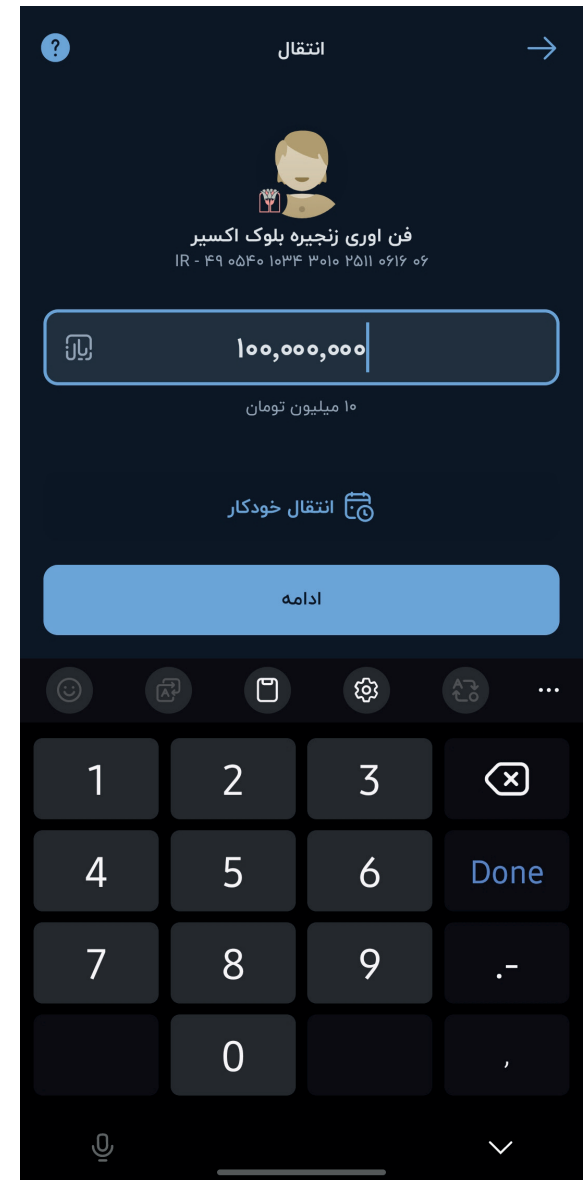 انتقال
فن اوری زنجیره بلوک اکسیر
IR - ۴۹ ۰۵۴۰ ۱۰۳۴ ۳۰۱۰ ۲۵۱۱ ۰۶۱۶ ۰۶
۱۰۰,۰۰۰,۰۰۰
ریال
۱۰ میلیون تومان
انتقال خودکار
ادامه
1 2 3
4 5 6 Done
7 8 9 .-
0 ,